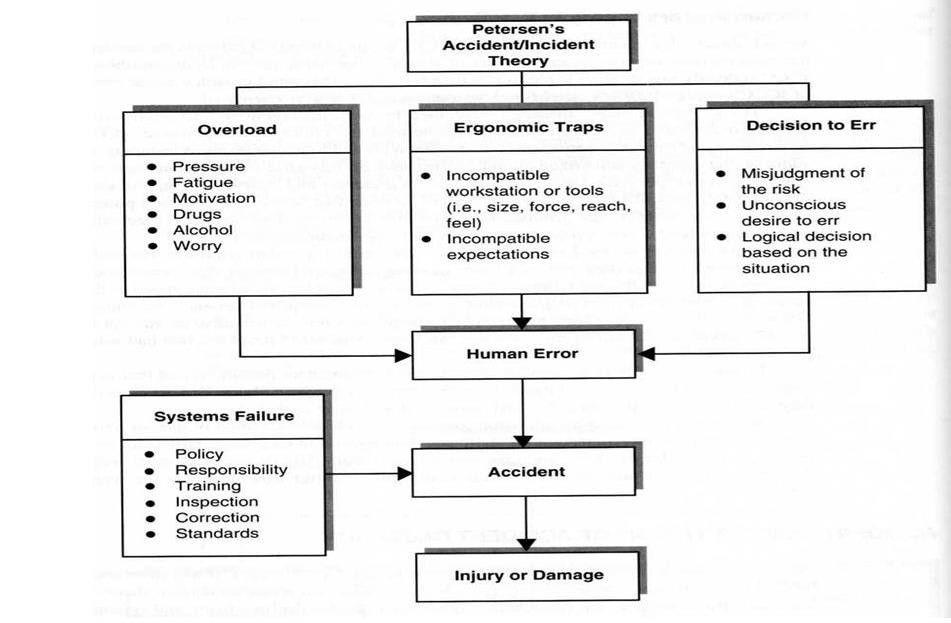 Petersen's
Accident/Incident
Theory
Overload
• Pressure
• Fatigue
• Motivation
• Drugs
• Alcohol
• Worry
Ergonomic Traps
• Incompatible
workstation or tools
(i.e., size, force, reach,
feel)
• Incompatible
expectations
Decision to Err
• Misjudgment of
the risk
• Unconscious
desire to err
• Logical decision
based on the
situation
Human Error
Systems Failure
• Policy
• Responsibility
• Training
• Inspection
• Correction
• Standards
Accident
Injury or Damage